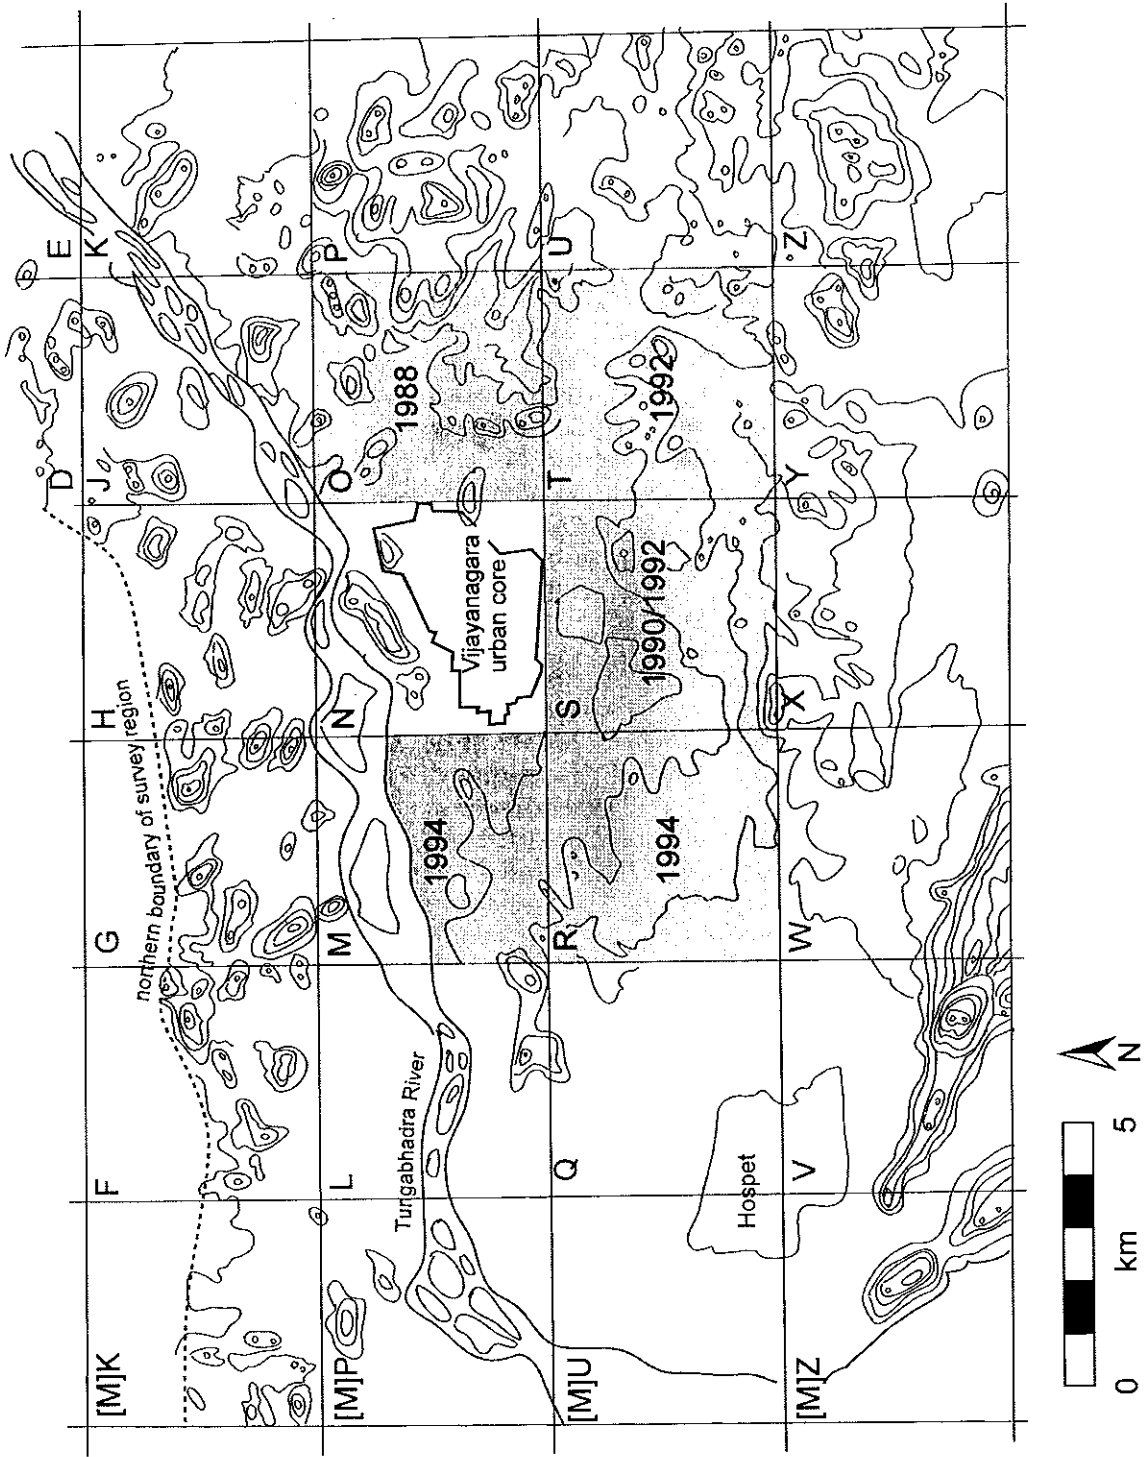 D
E
[M]K
F
G
H
J
K
northern boundary of survey region
[M]P
L
M
N
O
P
Tungabhadra River
1994
Vijayanagara
urban core
1988
[M]U
Q
R
S
T
U
Hospet
1994
1990/1992
1992
[M]Z
V
W
X
Y
Z
0
km
5
N